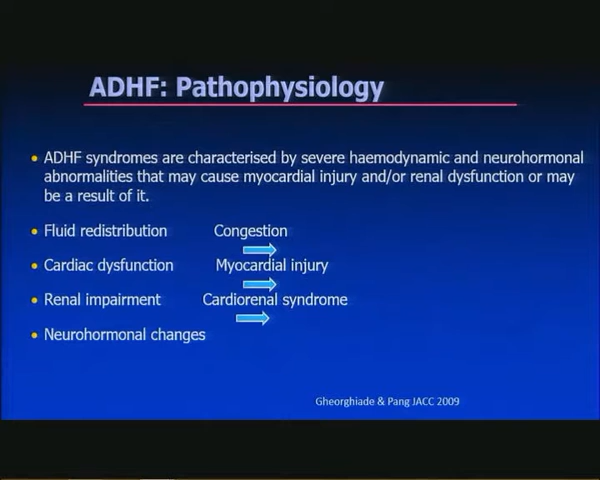 ADHF: Pathophysiology
• ADHF syndromes are characterised by severe haemodynamic and neurohormonal
abnormalities that may cause myocardial injury and/or renal dysfunction or may
be a result of it.
• Fluid redistribution Congestion
• Cardiac dysfunction Myocardial injury
• Renal impairment Cardiorenal syndrome
• Neurohormonal changes
Gheorghiade & Pang JACC 2009